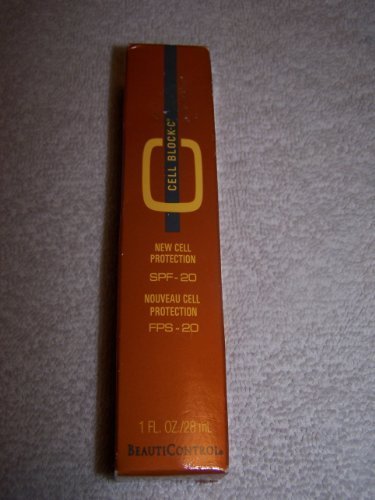 CELL BLOCK-C®
NEW CELL
PROTECTION
SPF-20
NOUVEAU CELL
PROTECTION
FPS-20
1 FL. OZ./28 mL
BEAUTICONTROL®